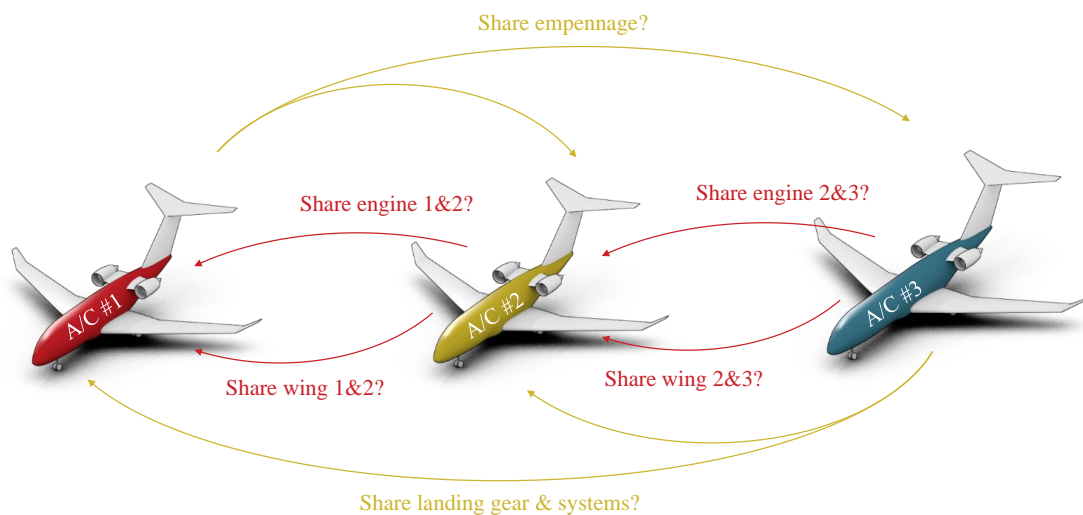 Share empennage?
Share engine 1&2?
Share engine 2&3?
A/C #1
A/C #2
A/C #3
Share wing 1&2?
Share wing 2&3?
Share landing gear & systems?